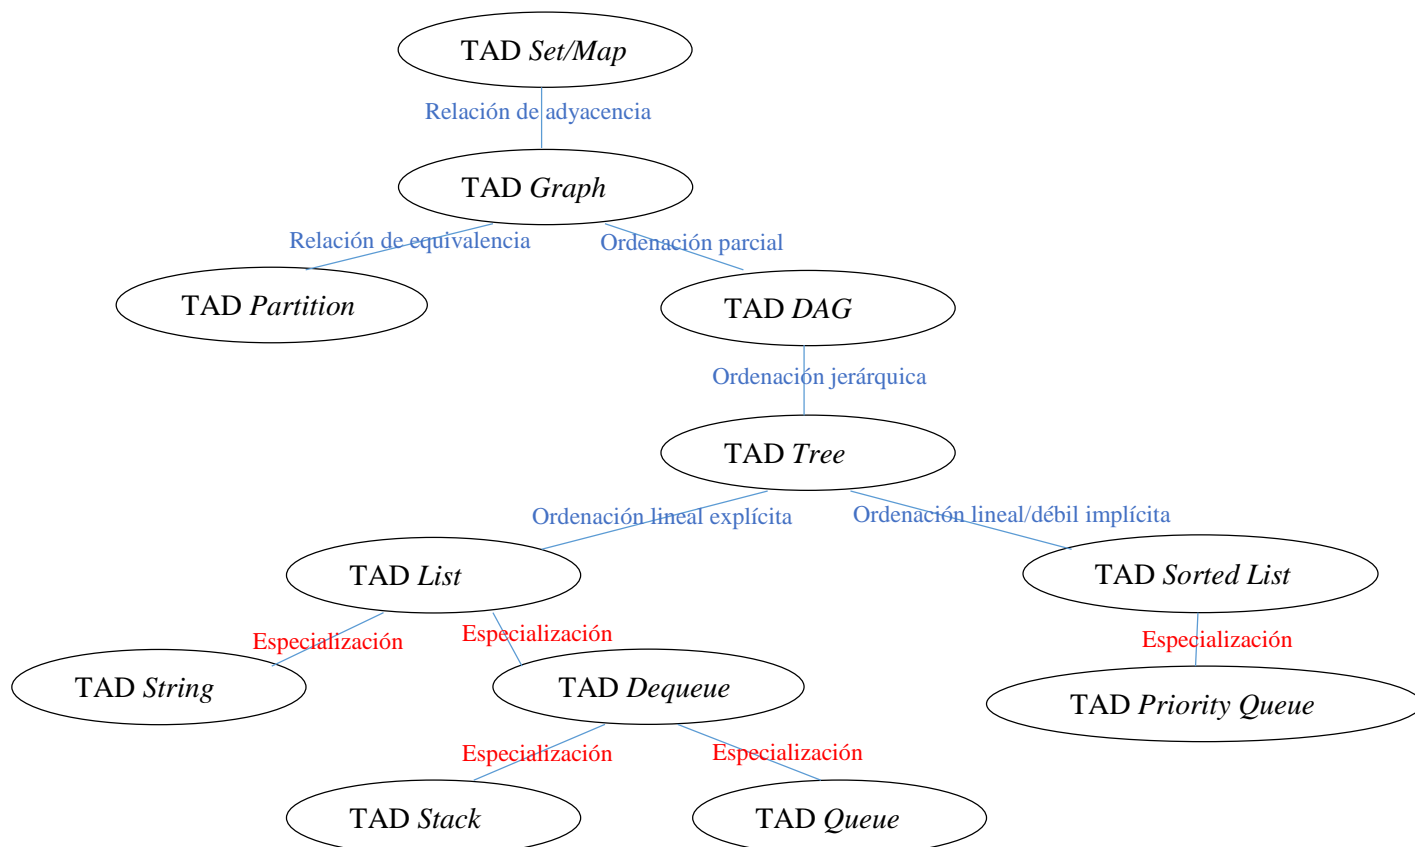 TAD Set/Map
Relación de adyacencia
TAD Graph
Relación de equivalencia
Ordenación parcial
TAD Partition
TAD DAG
Ordenación jerárquica
TAD Tree
Ordenación lineal explícita
Ordenación lineal/débil implícita
TAD List
TAD Sorted List
Especialización
Especialización
Especialización
TAD String
TAD Dequeue
TAD Priority Queue
Especialización
Especialización
TAD Stack
TAD Queue